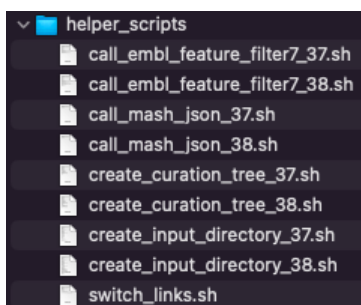 helper_scripts
call_embl_feature_filter7_37.sh
call_embl_feature_filter7_38.sh
call_mash_json_37.sh
call_mash_json_38.sh
create_curation_tree_37.sh
create_curation_tree_38.sh
create_input_directory_37.sh
create_input_directory_38.sh
switch_links.sh